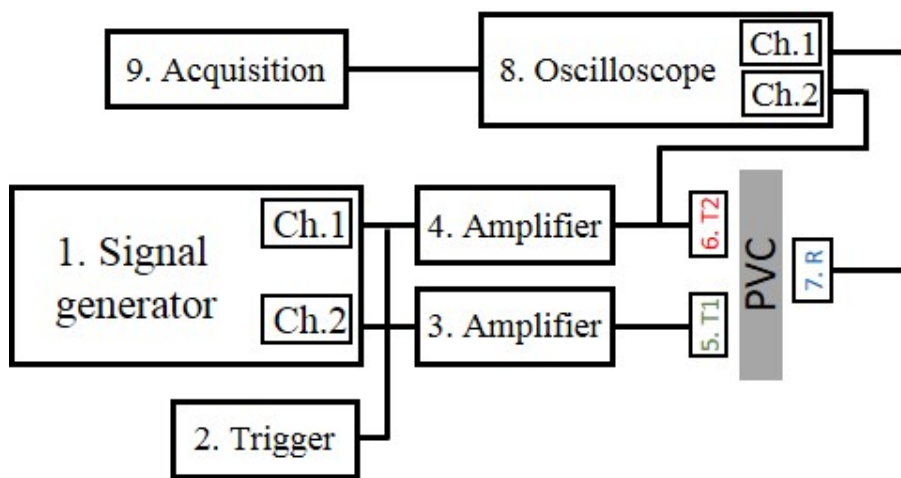 9. Acquisition
8. Oscilloscope
Ch.1
Ch.2
1. Signal
generator
Ch.1
Ch.2
4. Amplifier
3. Amplifier
2. Trigger
6. T2
5. T1
PVC
7. R